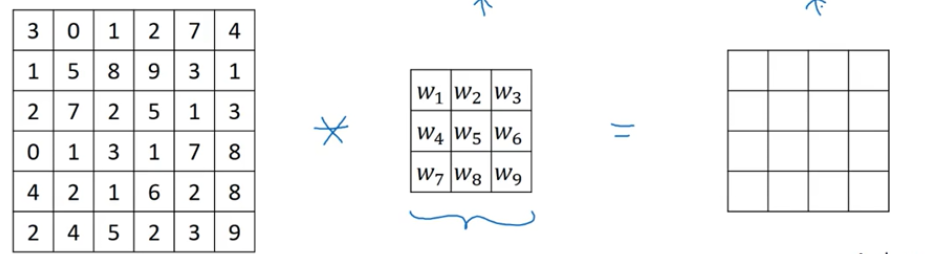 3 0 1 2 7 4
1 5 8 9 3 1
2 7 2 5 1 3
0 1 3 1 7 8
4 2 1 6 2 8
2 4 5 2 3 9
*
w₁ w₂ w₃
w₄ w₅ w₆
w₇ w₈ w₉
=